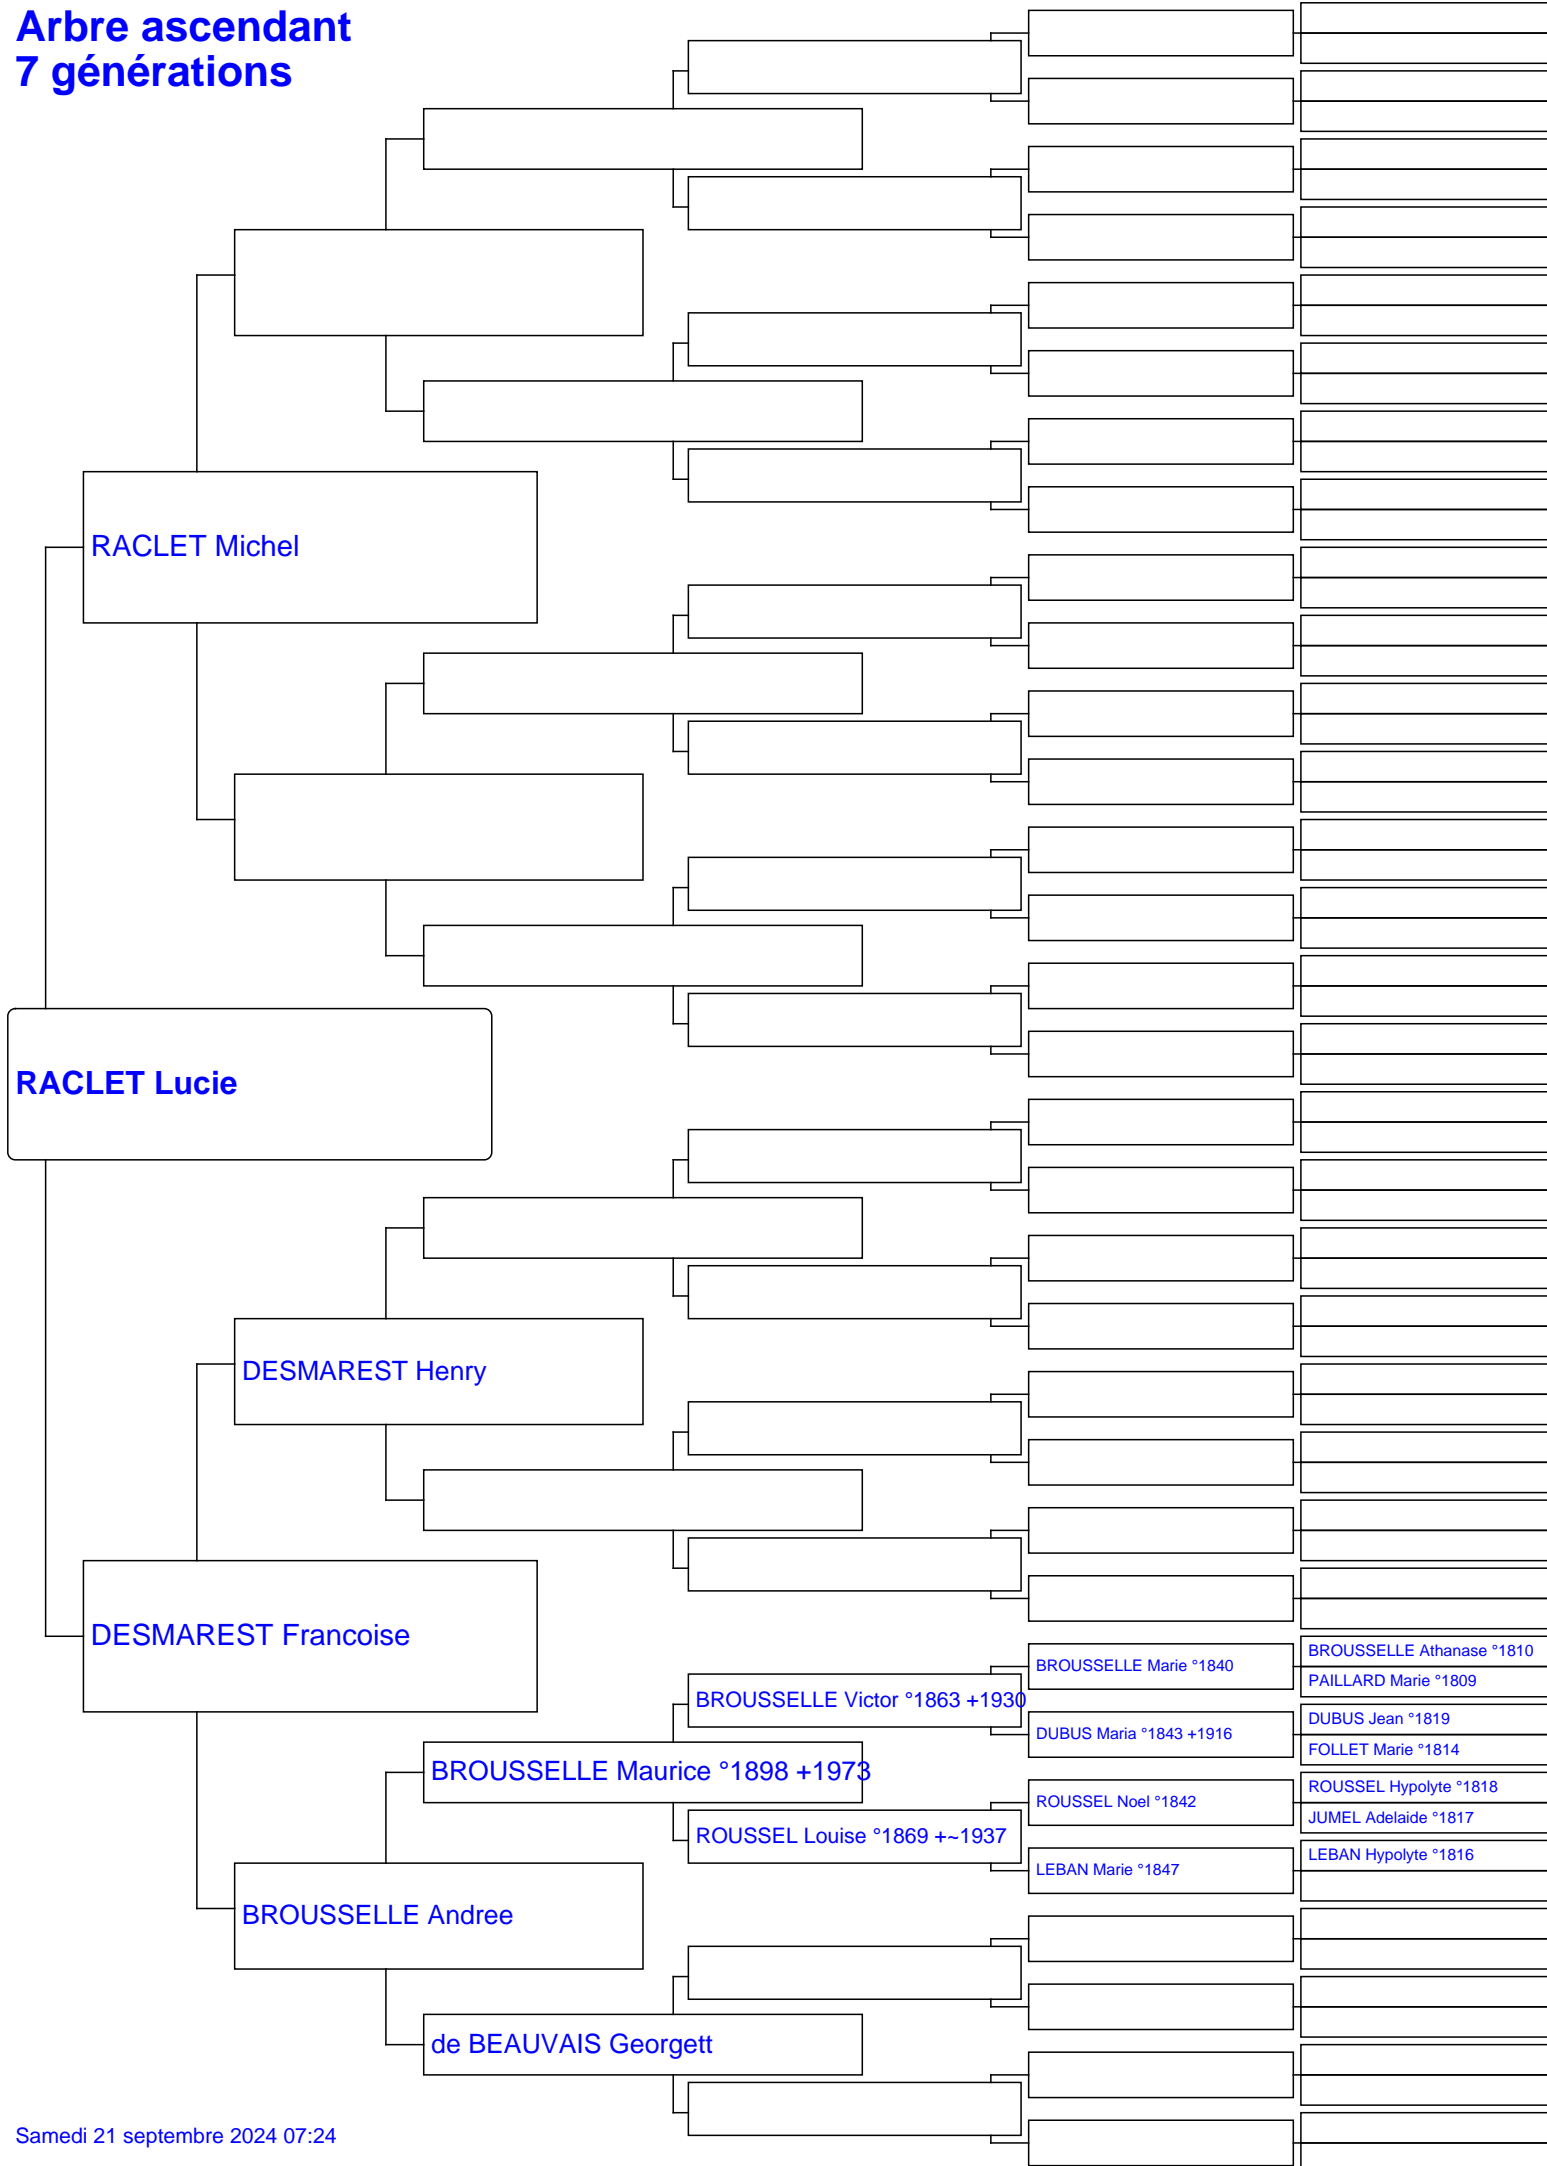 Arbre ascendant
7 générations
RACLET Michel
RACLET Lucie
DESMAREST Henry
DESMAREST Francoise
BROUSSELLE Athanase °1810
BROUSSELLE Marie °1840
PAILLARD Marie °1809
BROUSSELLE Victor °1863 +1930
DUBUS Jean °1819
DUBUS Maria °1843 +1916
FOLLET Marie °1814
BROUSSELLE Maurice °1898 +1973
ROUSSEL Hypolyte °1818
ROUSSEL Noel °1842
JUMEL Adelaide °1817
ROUSSEL Louise °1869 +~1937
LEBAN Hypolyte °1816
LEBAN Marie °1847
BROUSSELLE Andree
de BEAUVAIS Georgett
Samedi 21 septembre 2024 07:24